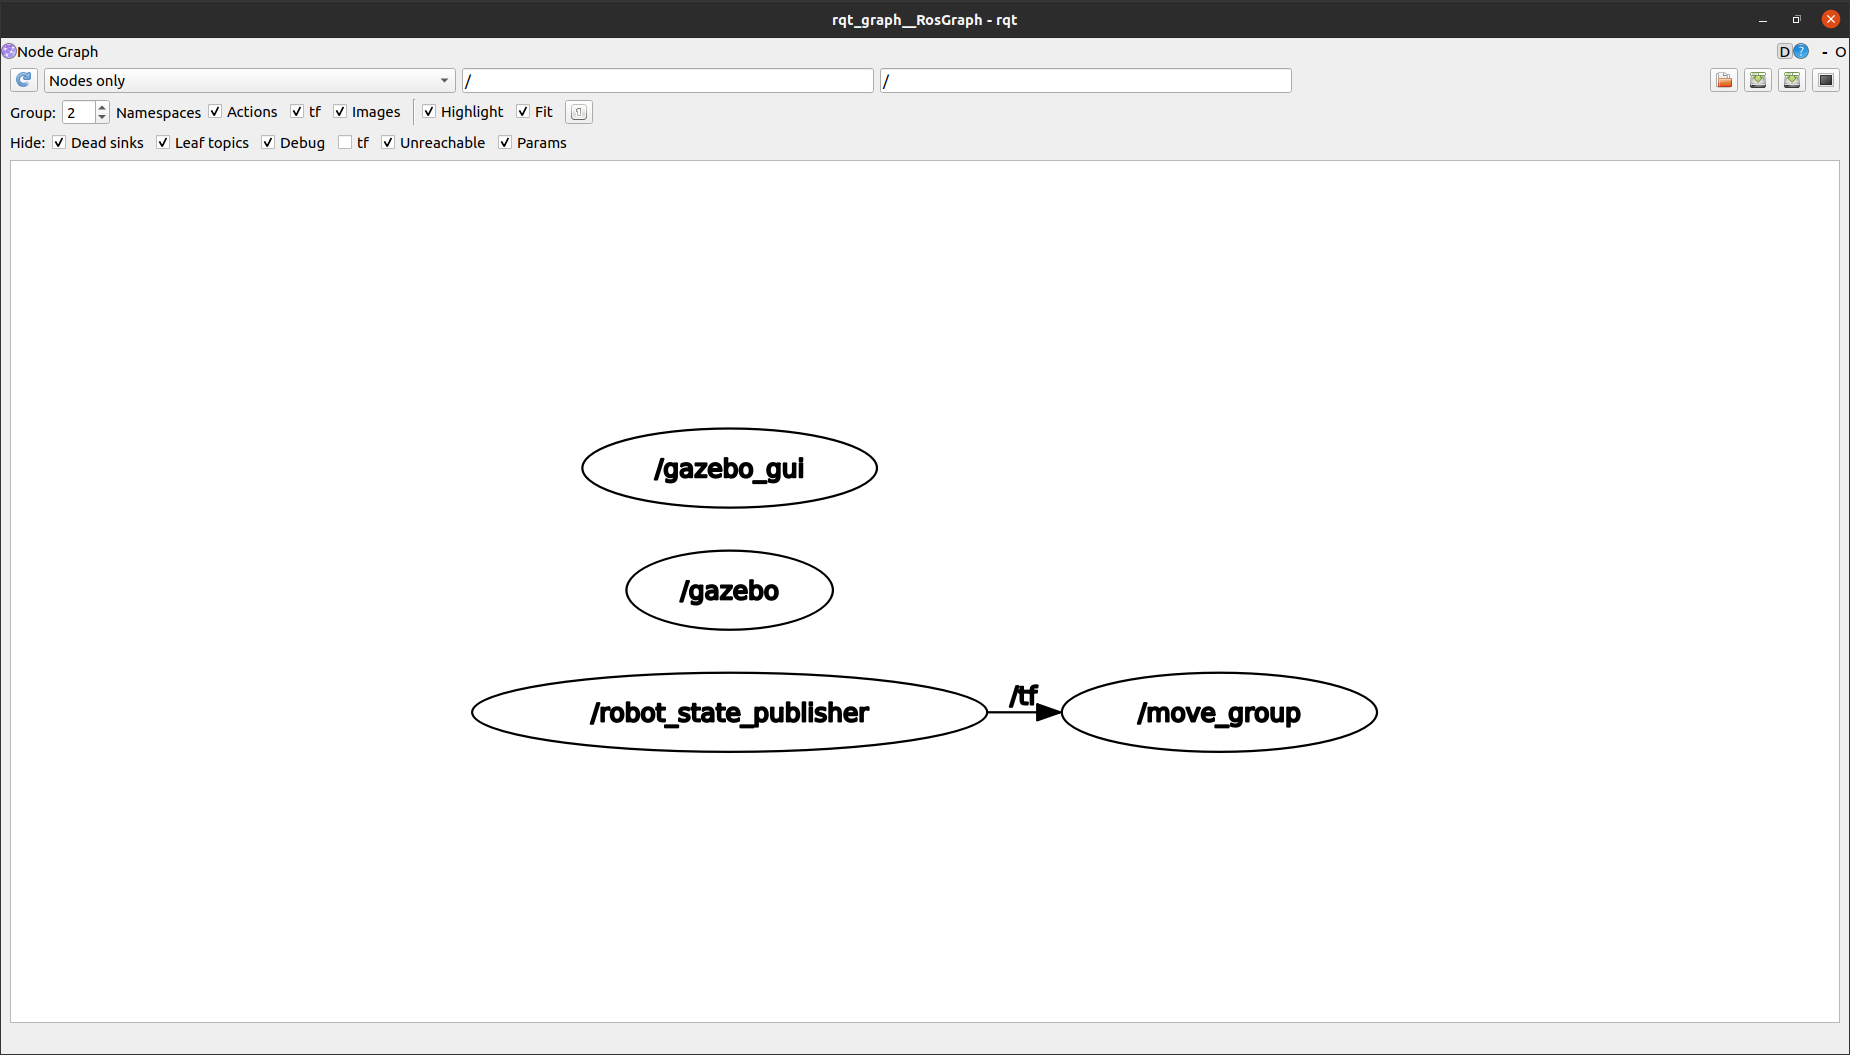 rqt_graph__RosGraph - rqt
Node Graph
D ? - O
Nodes only / /
Group: 2 Namespaces Actions tf Images Highlight Fit
Hide: Dead sinks Leaf topics Debug tf Unreachable Params
/gazebo_gui
/gazebo
/tf
/robot_state_publisher /move_group